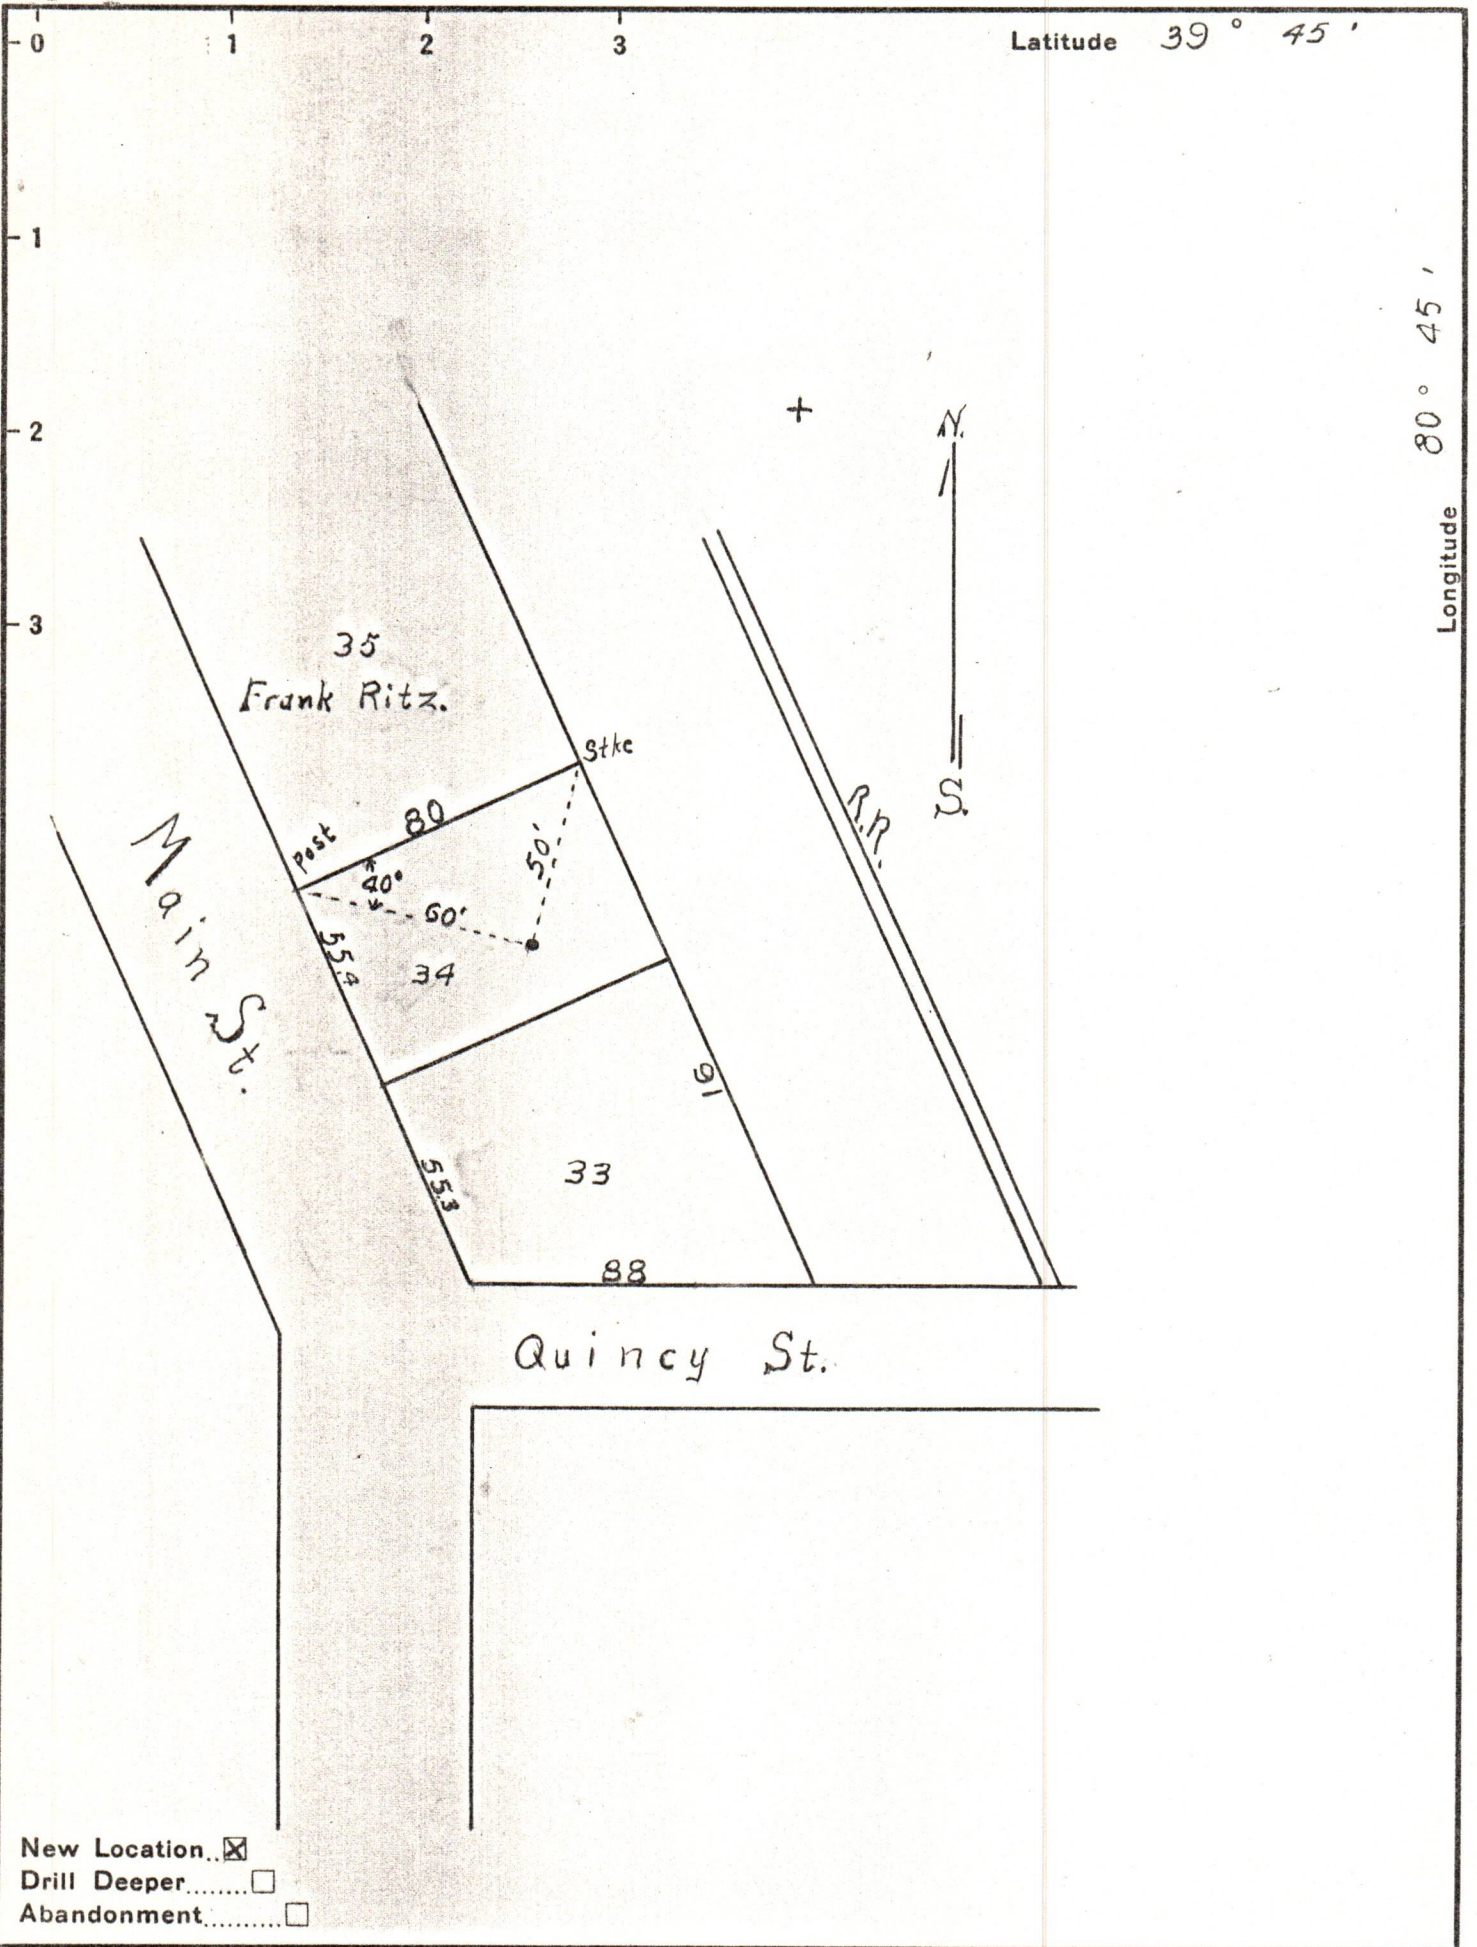 0 1 2 3 Latitude 39° 45'
1
2
3
Longitude 80° 45'
N.
S.
35
Frank Ritz.
Stke
Post
80
40°
60'
50'
55.4
34
Main St.
R.R.
91
33
55.3
88
Quincy St.
New Location..☒
Drill Deeper........☐
Abandonment..........☐